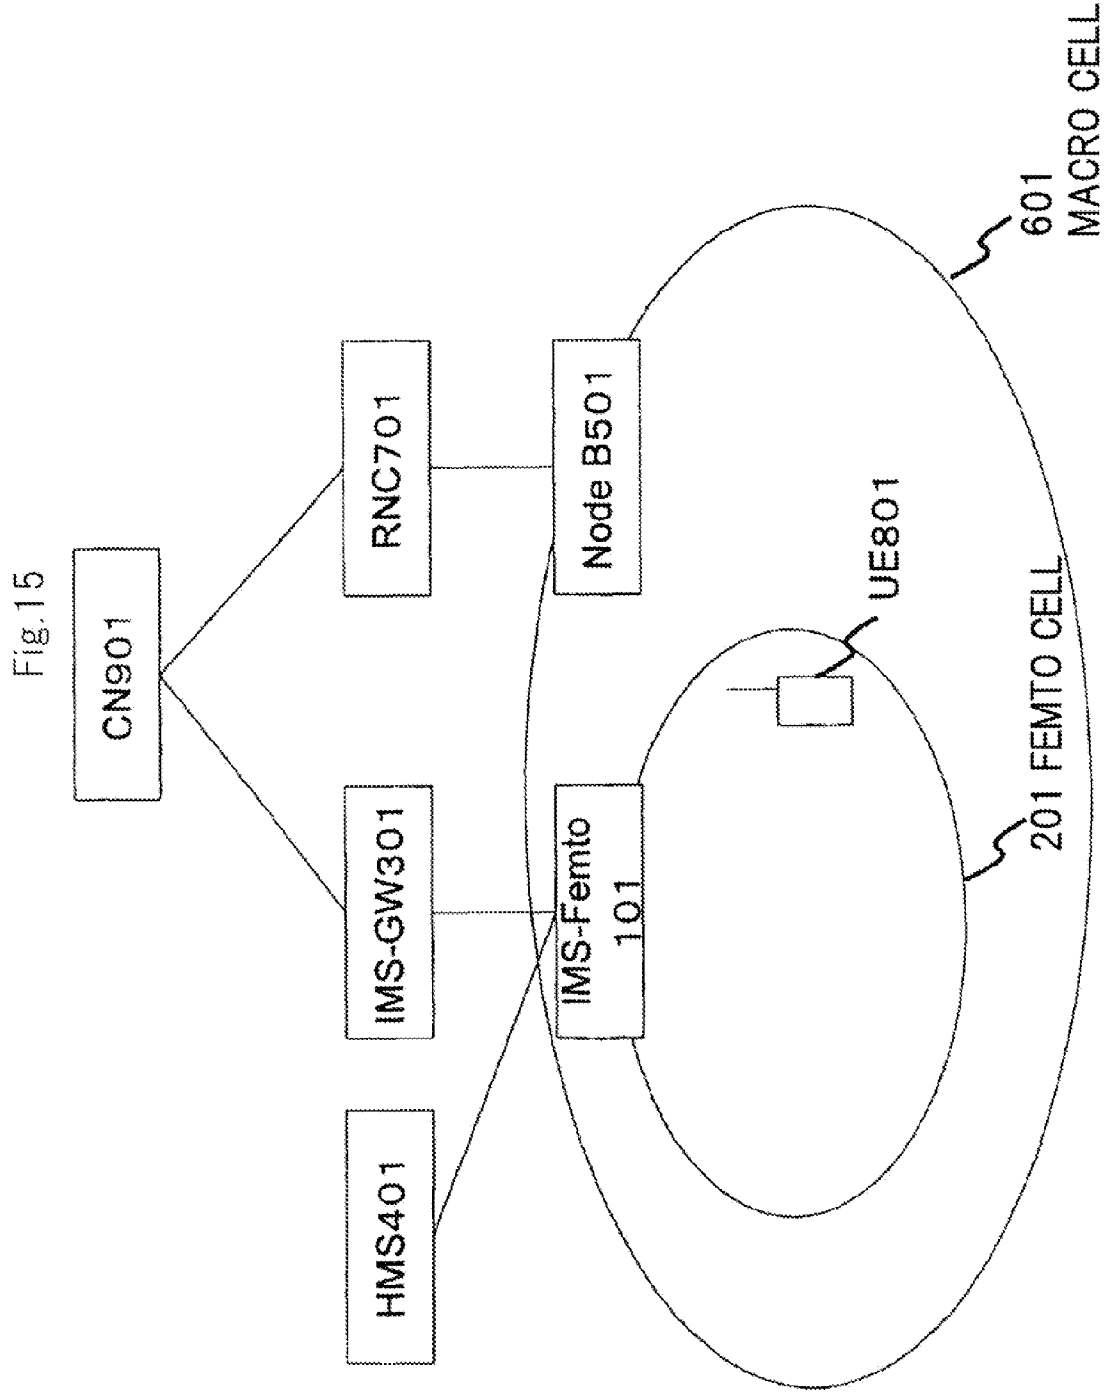 Fig.15
CN901
HMS401
IMS-GW301
RNC701
IMS-Femto
101
Node B501
UE801
201 FEMTO CELL
601
MACRO CELL